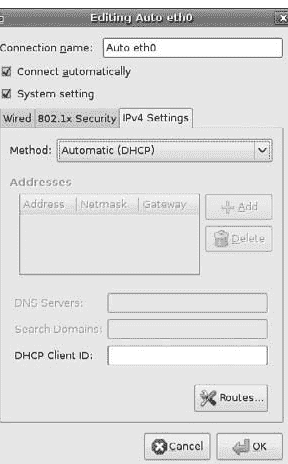 Editing Auto eth0
Connection name: Auto eth0
Connect automatically
System setting
Wired 802.1x Security IPv4 Settings
Method: Automatic (DHCP)
Addresses
Address Netmask Gateway
Add
Delete
DNS Servers:
Search Domains:
DHCP Client ID:
Routes...
Cancel OK